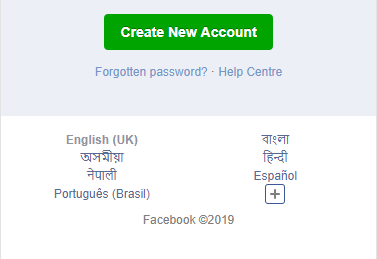 Create New Account
Forgotten password? · Help Centre
English (UK)
বাংলা
অসমীয়া
हिन्दी
नेपाली
Español
Português (Brasil)
Facebook ©2019